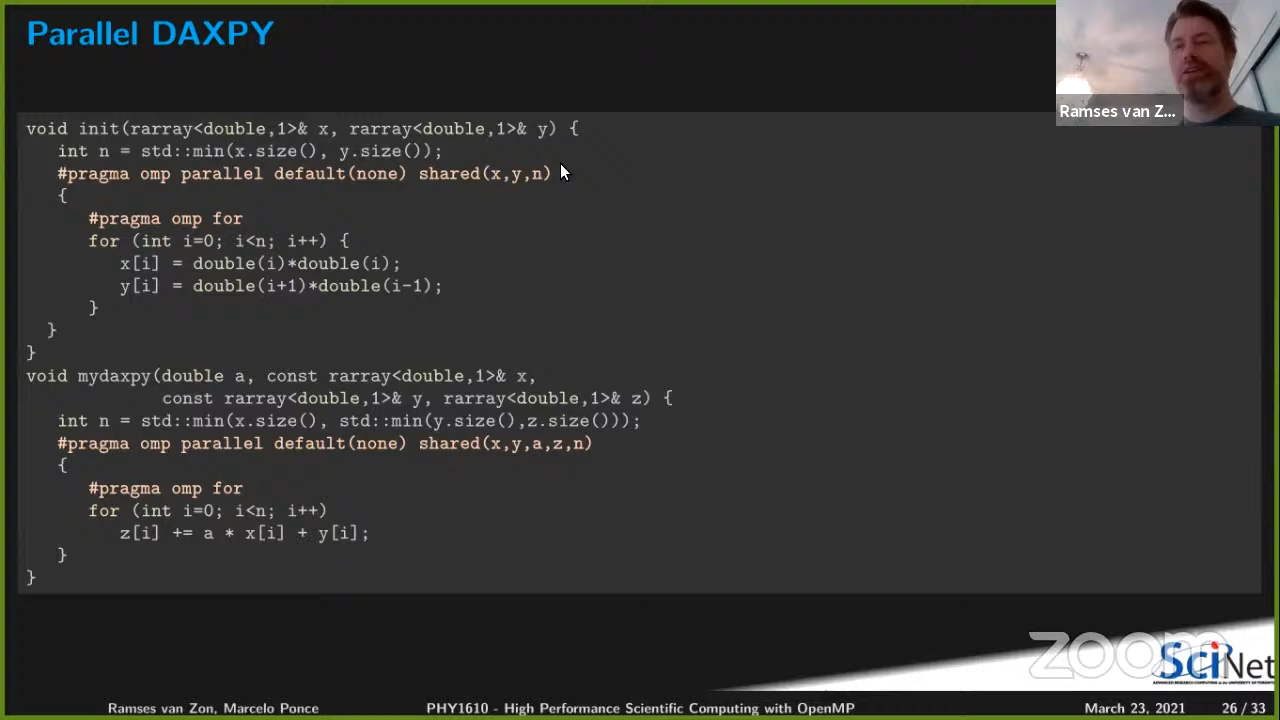 Parallel DAXPY
Ramses van Z...
void init(rarray<double,1>& x, rarray<double,1>& y) {
int n = std::min(x.size(), y.size());
#pragma omp parallel default(none) shared(x,y,n)
{
#pragma omp for
for (int i=0; i<n; i++) {
x[i] = double(i)*double(i);
y[i] = double(i+1)*double(i-1);
}
}
}
void mydaxpy(double a, const rarray<double,1>& x,
const rarray<double,1>& y, rarray<double,1>& z) {
int n = std::min(x.size(), std::min(y.size(),z.size()));
#pragma omp parallel default(none) shared(x,y,a,z,n)
{
#pragma omp for
for (int i=0; i<n; i++)
z[i] += a * x[i] + y[i];
}
}
zoom
SciNet
Ramses van Zon, Marcelo Ponce
PHY1610 - High Performance Scientific Computing with OpenMP
March 23, 2021
26 / 33